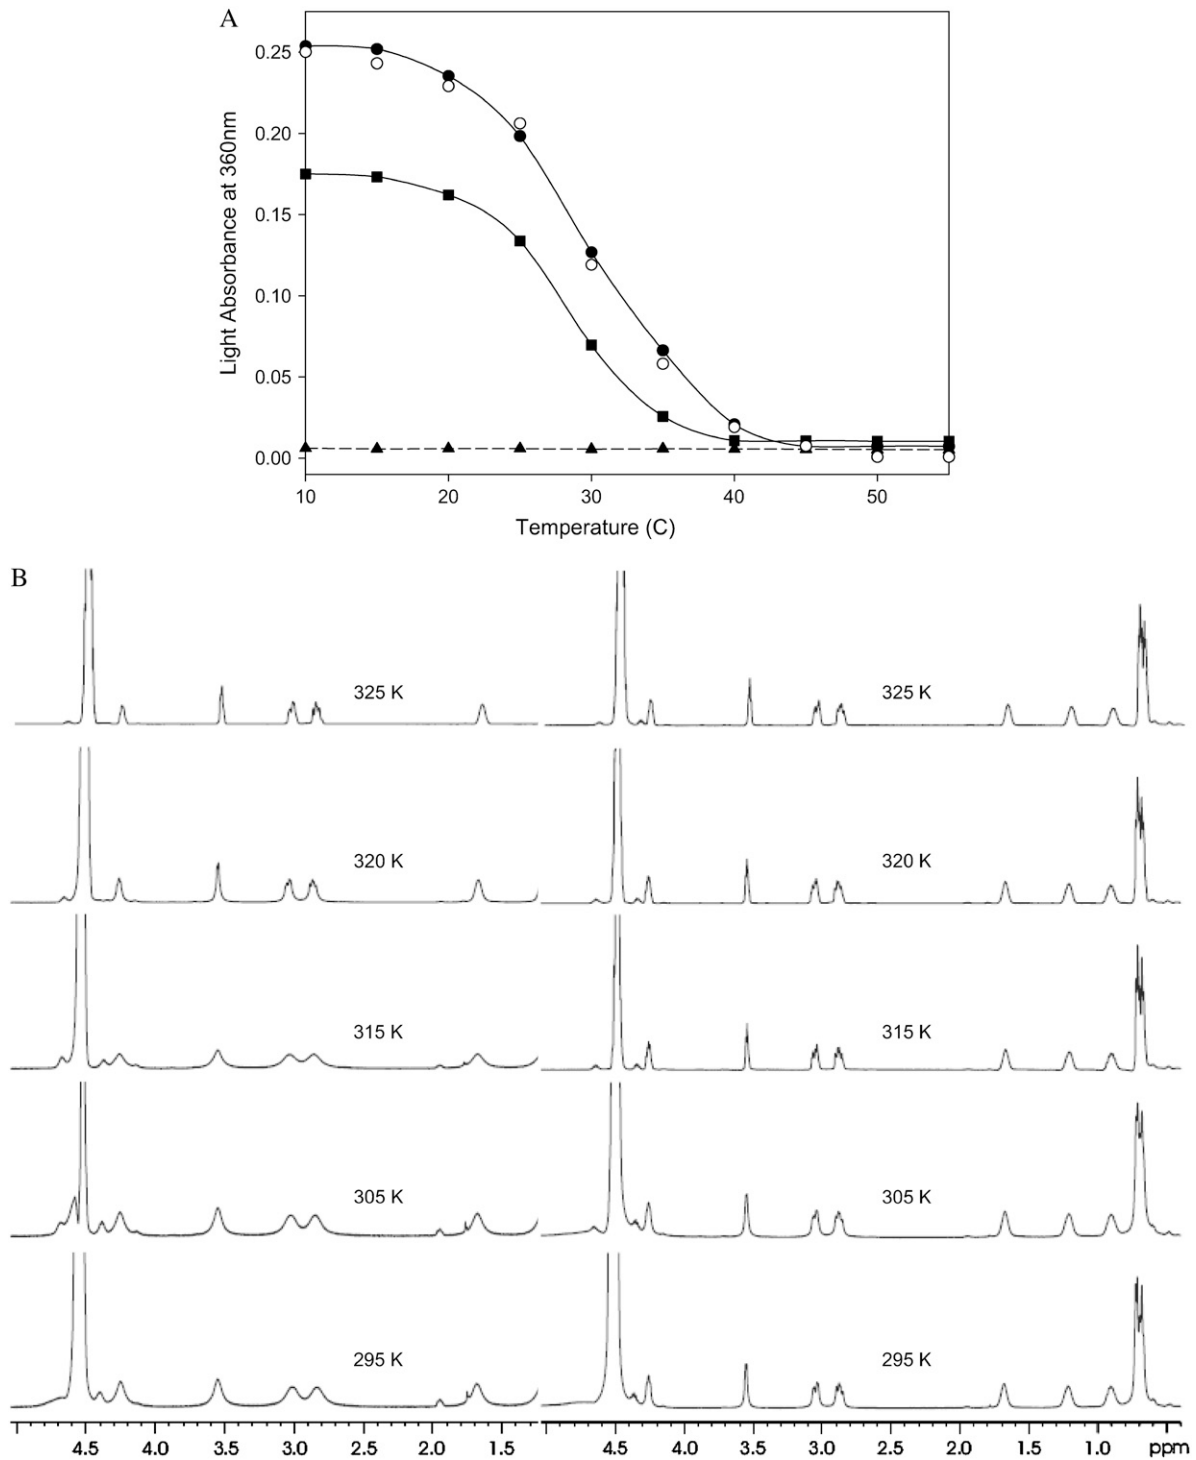 A
Light Absorbance at 360nm
0.25
0.20
0.15
0.10
0.05
0.00
10 20 30 40 50
Temperature (C)
B
325 K 325 K
320 K 320 K
315 K 315 K
305 K 305 K
295 K 295 K
4.5 4.0 3.5 3.0 2.5 2.0 1.5 4.5 4.0 3.5 3.0 2.5 2.0 1.5 1.0 ppm